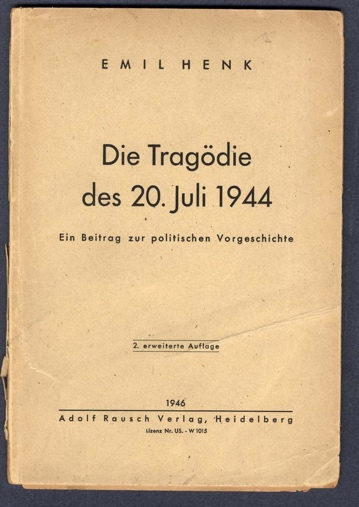 EMIL HENK
Die Tragödie
des 20. Juli 1944
Ein Beitrag zur politischen Vorgeschichte
2. erweiterte Auflage
1946
Adolf Rausch Verlag, Heidelberg
Lizenz Nr. US. - W 1015